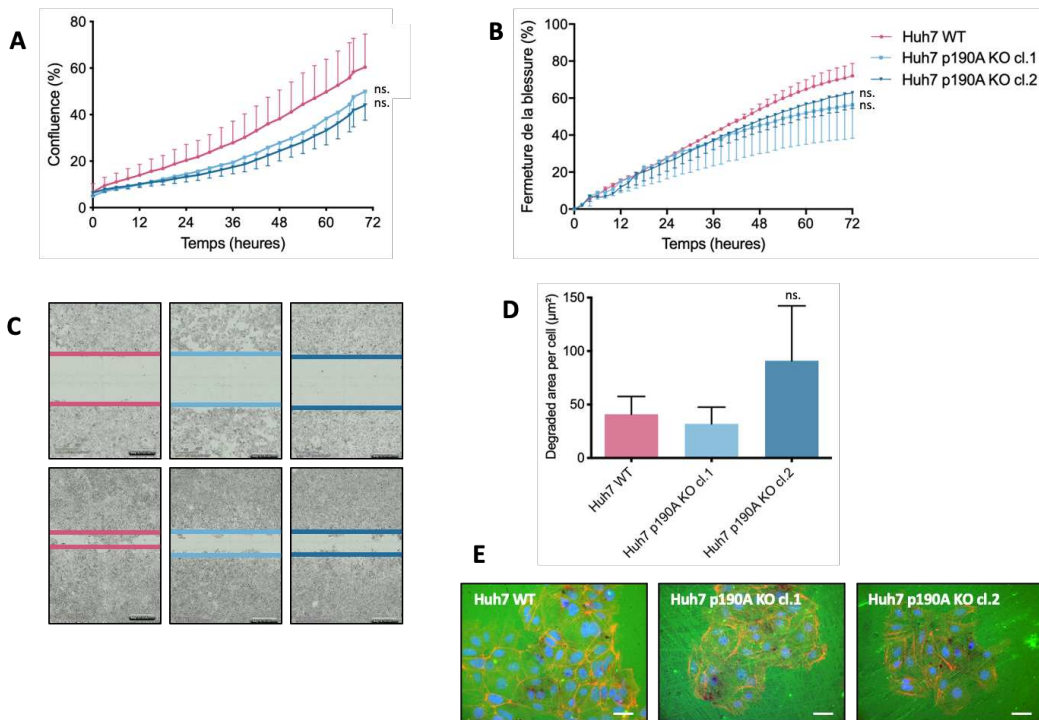 A
80
60
40
20
0
Confluence (%)
0 12 24 36 48 60 72
Temps (heures)
ns.
ns.
B
100
80
60
40
20
0
Fermeture de la blessure (%)
0 12 24 36 48 60 72
Temps (heures)
ns.
ns.
Huh7 WT
Huh7 p190A KO cl.1
Huh7 p190A KO cl.2
C
D
150
100
50
0
Degraded area per cell (µm²)
ns.
Huh7 WT
Huh7 p190A KO cl.1
Huh7 p190A KO cl.2
E
Huh7 WT
Huh7 p190A KO cl.1
Huh7 p190A KO cl.2